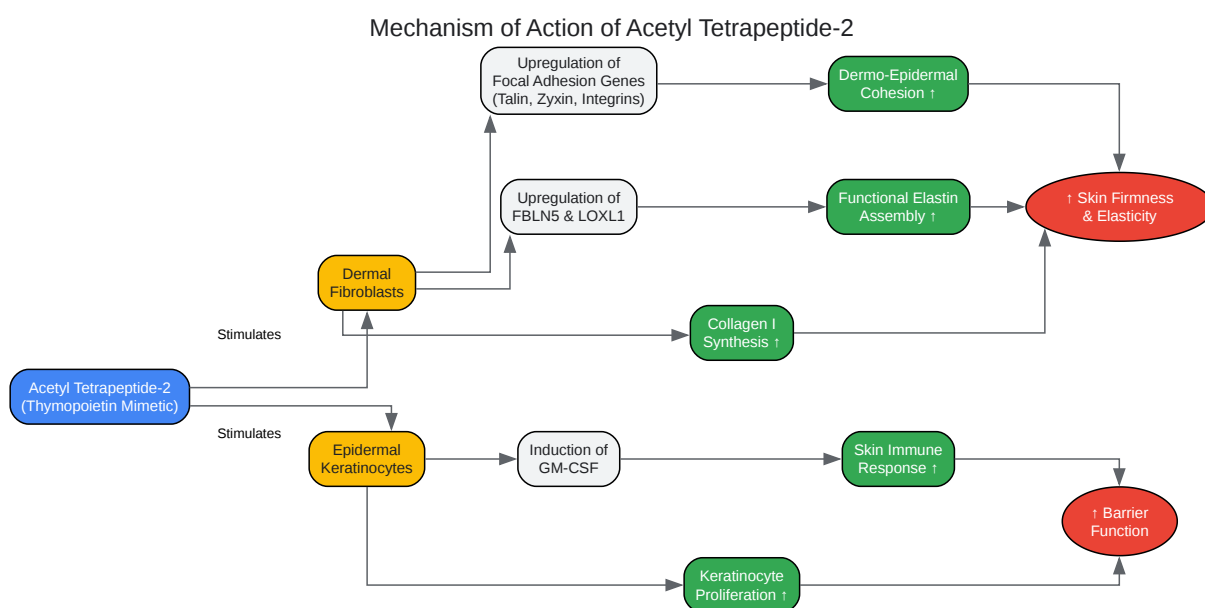 Mechanism of Action of Acetyl Tetrapeptide-2
Upregulation of
Focal Adhesion Genes
(Talin, Zyxin, Integrins)
Dermo-Epidermal
Cohesion ↑
Upregulation of
FBLN5 & LOXL1
Functional Elastin
Assembly ↑
↑ Skin Firmness
& Elasticity
Dermal
Fibroblasts
Stimulates
Collagen I
Synthesis ↑
Acetyl Tetrapeptide-2
(Thymopoietin Mimetic)
Stimulates
Epidermal
Keratinocytes
Induction of
GM-CSF
Skin Immune
Response ↑
↑ Barrier
Function
Keratinocyte
Proliferation ↑